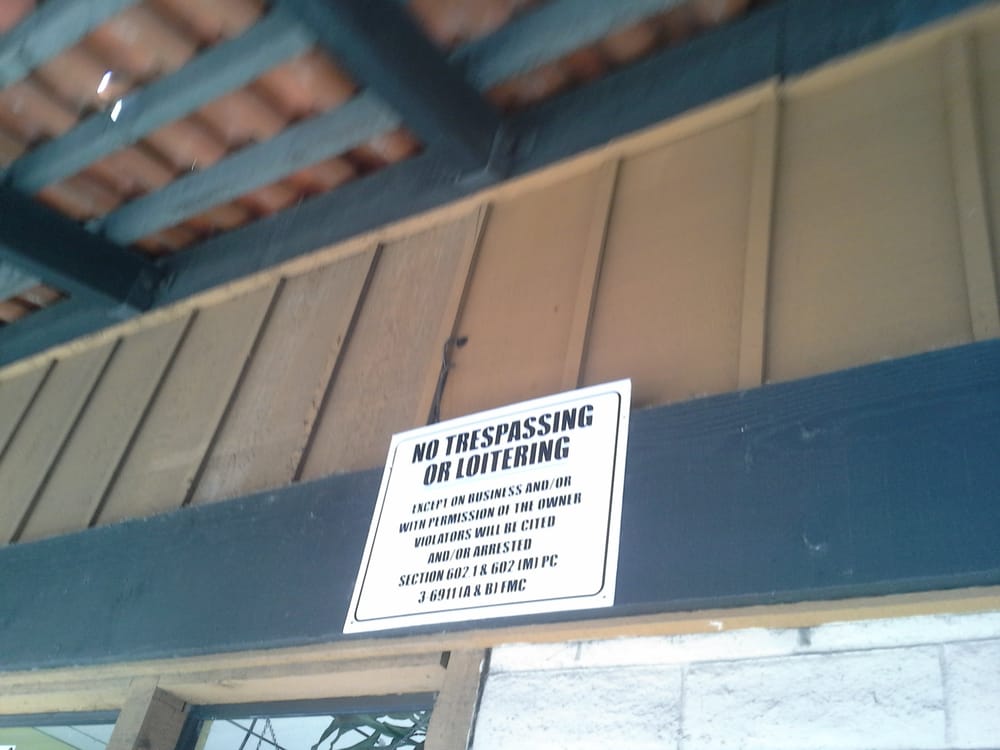 NO TRESPASSING
OR LOITERING
EXCEPT ON BUSINESS AND/OR
WITH PERMISSION OF THE OWNER
VIOLATORS WILL BE CITED
AND/OR ARRESTED
SECTION 602.1 & 602 (M) PC
3-6911 (A & B) FMC